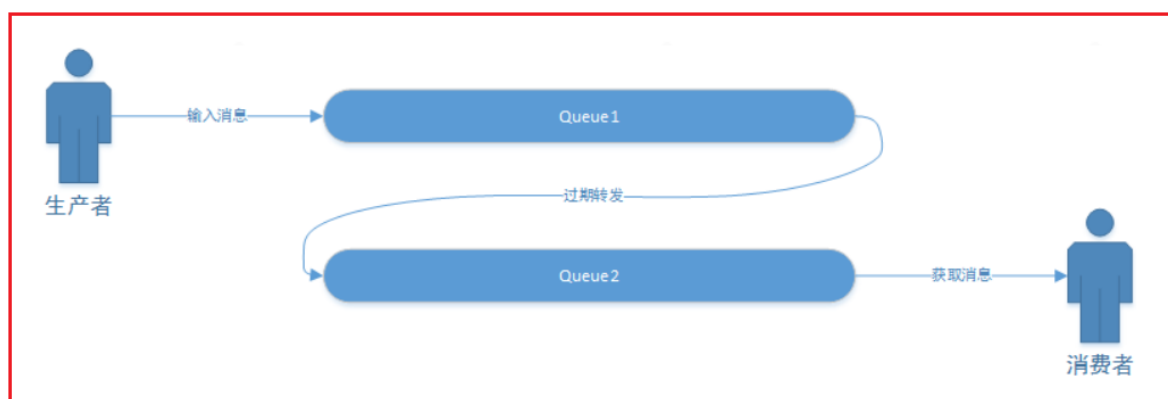 输入消息
Queue1
生产者
过期转发
Queue2
获取消息
消费者